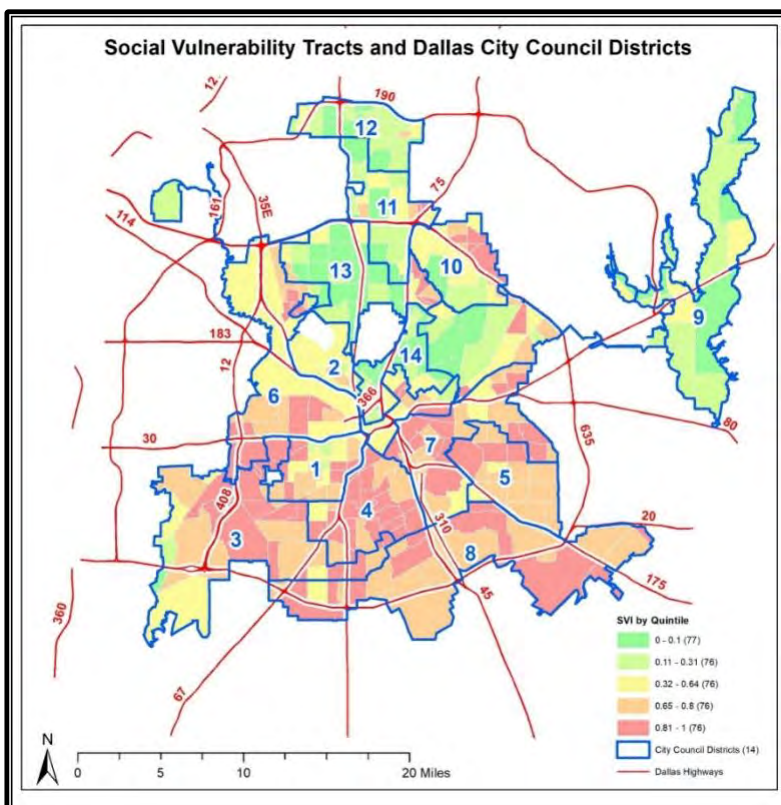 Social Vulnerability Tracts and Dallas City Council Districts
12
190
12
161
35E
75
11
114
13
10
9
183
2
14
12
366
6
80
30
7
635
1
5
408
4
310
20
3
8
45
175
360
67
SVI by Quintile
0 - 0.1 (77)
0.11 - 0.31 (76)
0.32 - 0.64 (76)
0.65 - 0.8 (76)
0.81 - 1 (76)
City Council Districts (14)
Dallas Highways
N
0 5 10 20 Miles